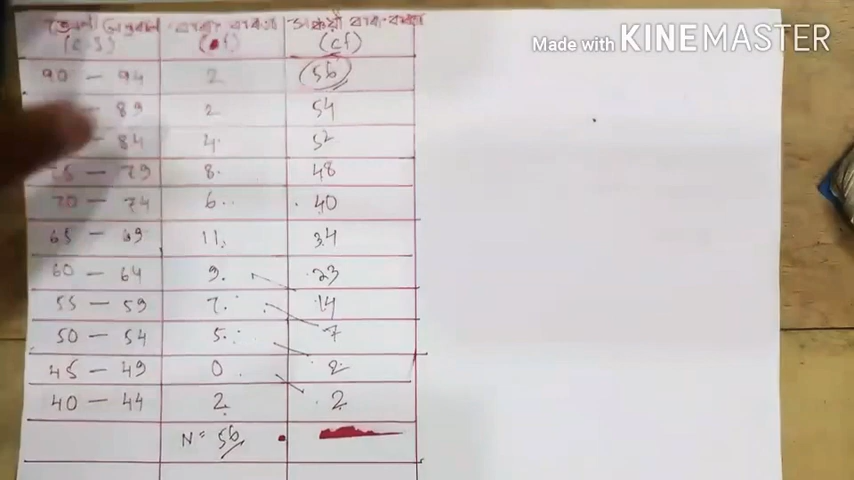 Made with KINEMASTER
শ্রেণী
(C.I) (f) (cf)
90 — 94 2 56
89 2 54
— 84 4 52
75 — 79 8 48
70 — 74 6 40
65 — 69 11 34
60 — 64 9 23
55 — 59 7 14
50 — 54 5 7
45 — 49 0 2
40 — 44 2 2
N = 56